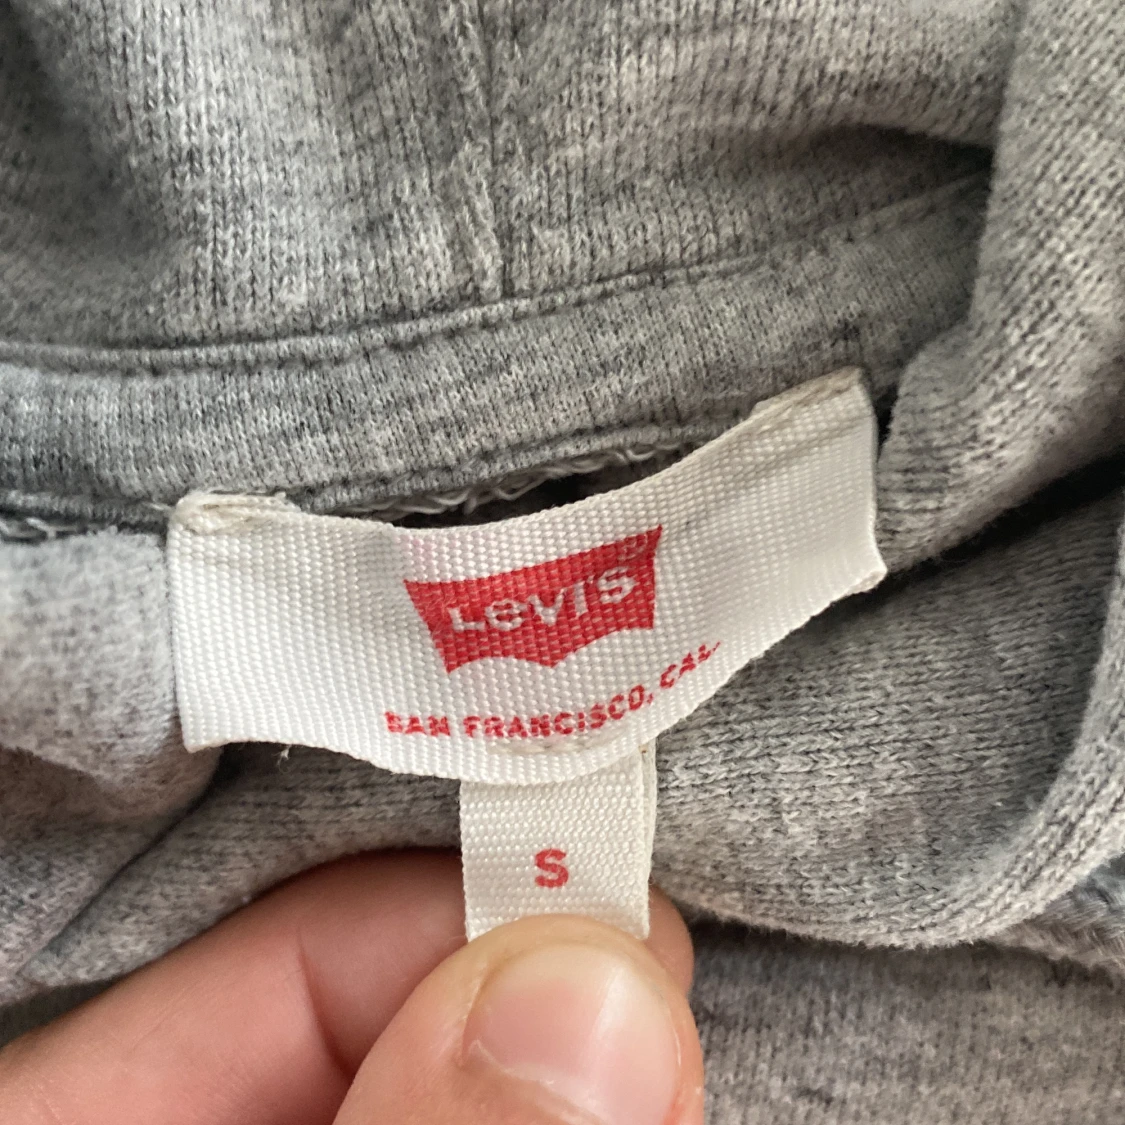 Levi's
SAN FRANCISCO, CAL.
S